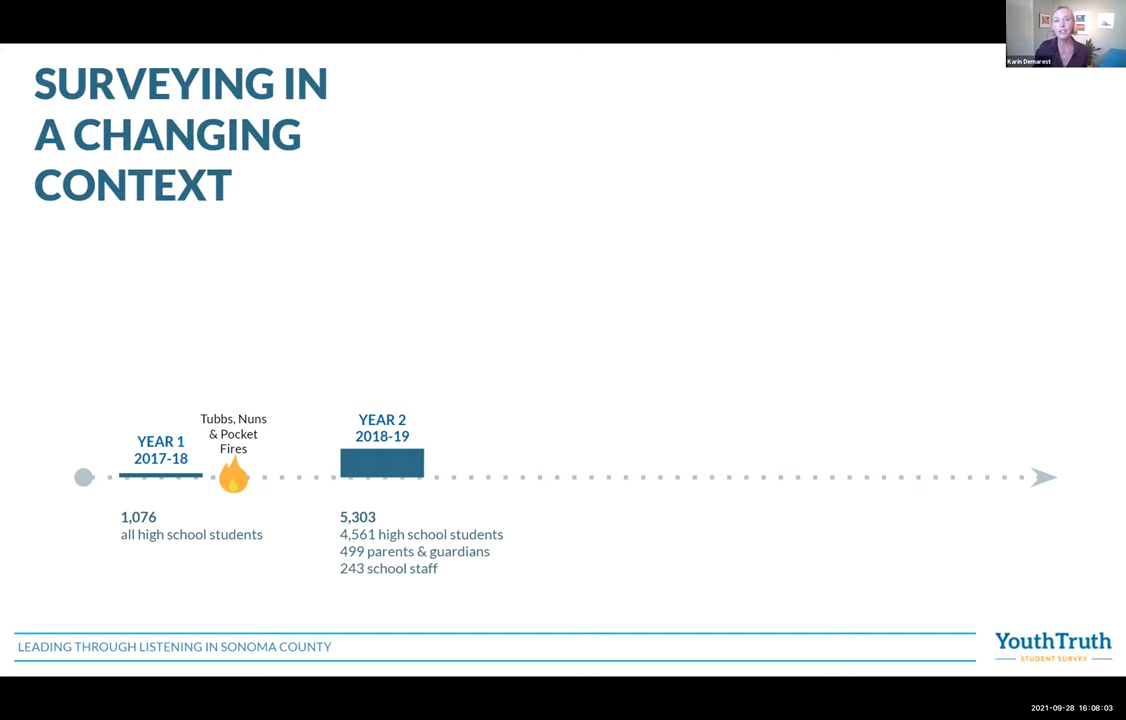 Karin Demarest
SURVEYING IN
A CHANGING
CONTEXT
Tubbs, Nuns
& Pocket
Fires
YEAR 1
2017-18
YEAR 2
2018-19
1,076
all high school students
5,303
4,561 high school students
499 parents & guardians
243 school staff
LEADING THROUGH LISTENING IN SONOMA COUNTY
YouthTruth
STUDENT SURVEY
2021-09-28 16:08:03